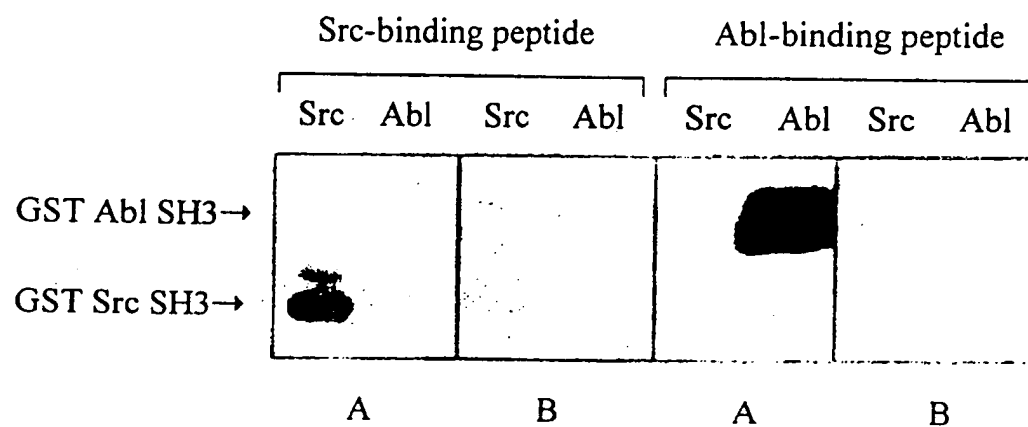 Src-binding peptide Abl-binding peptide
Src Abl Src Abl Src Abl Src Abl
GST Abl SH3→
GST Src SH3→
A B A B